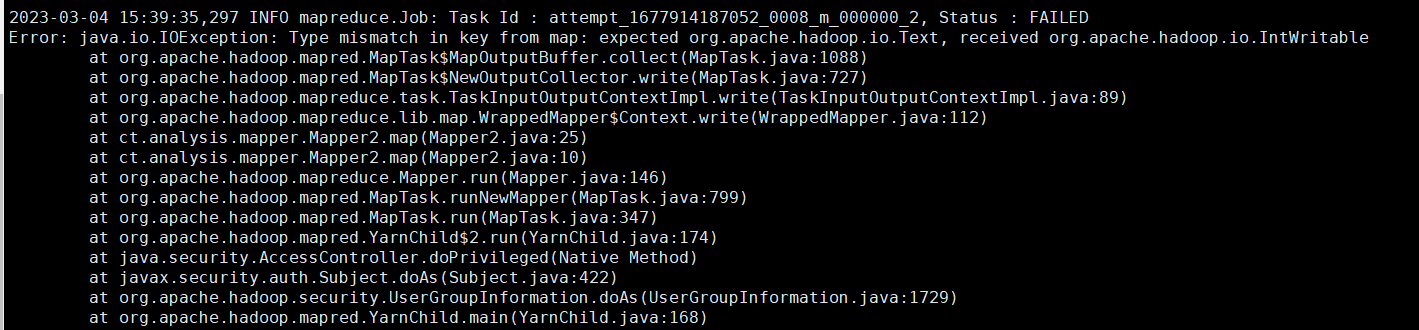 2023-03-04 15:39:35,297 INFO mapreduce.Job: Task Id : attempt_1677914187052_0008_m_000000_2, Status : FAILED
Error: java.io.IOException: Type mismatch in key from map: expected org.apache.hadoop.io.Text, received org.apache.hadoop.io.IntWritable
at org.apache.hadoop.mapred.MapTask$MapOutputBuffer.collect(MapTask.java:1088)
at org.apache.hadoop.mapred.MapTask$NewOutputCollector.write(MapTask.java:727)
at org.apache.hadoop.mapreduce.task.TaskInputOutputContextImpl.write(TaskInputOutputContextImpl.java:89)
at org.apache.hadoop.mapreduce.lib.map.WrappedMapper$Context.write(WrappedMapper.java:112)
at ct.analysis.mapper.Mapper2.map(Mapper2.java:25)
at ct.analysis.mapper.Mapper2.map(Mapper2.java:10)
at org.apache.hadoop.mapreduce.Mapper.run(Mapper.java:146)
at org.apache.hadoop.mapred.MapTask.runNewMapper(MapTask.java:799)
at org.apache.hadoop.mapred.MapTask.run(MapTask.java:347)
at org.apache.hadoop.mapred.YarnChild$2.run(YarnChild.java:174)
at java.security.AccessController.doPrivileged(Native Method)
at javax.security.auth.Subject.doAs(Subject.java:422)
at org.apache.hadoop.security.UserGroupInformation.doAs(UserGroupInformation.java:1729)
at org.apache.hadoop.mapred.YarnChild.main(YarnChild.java:168)